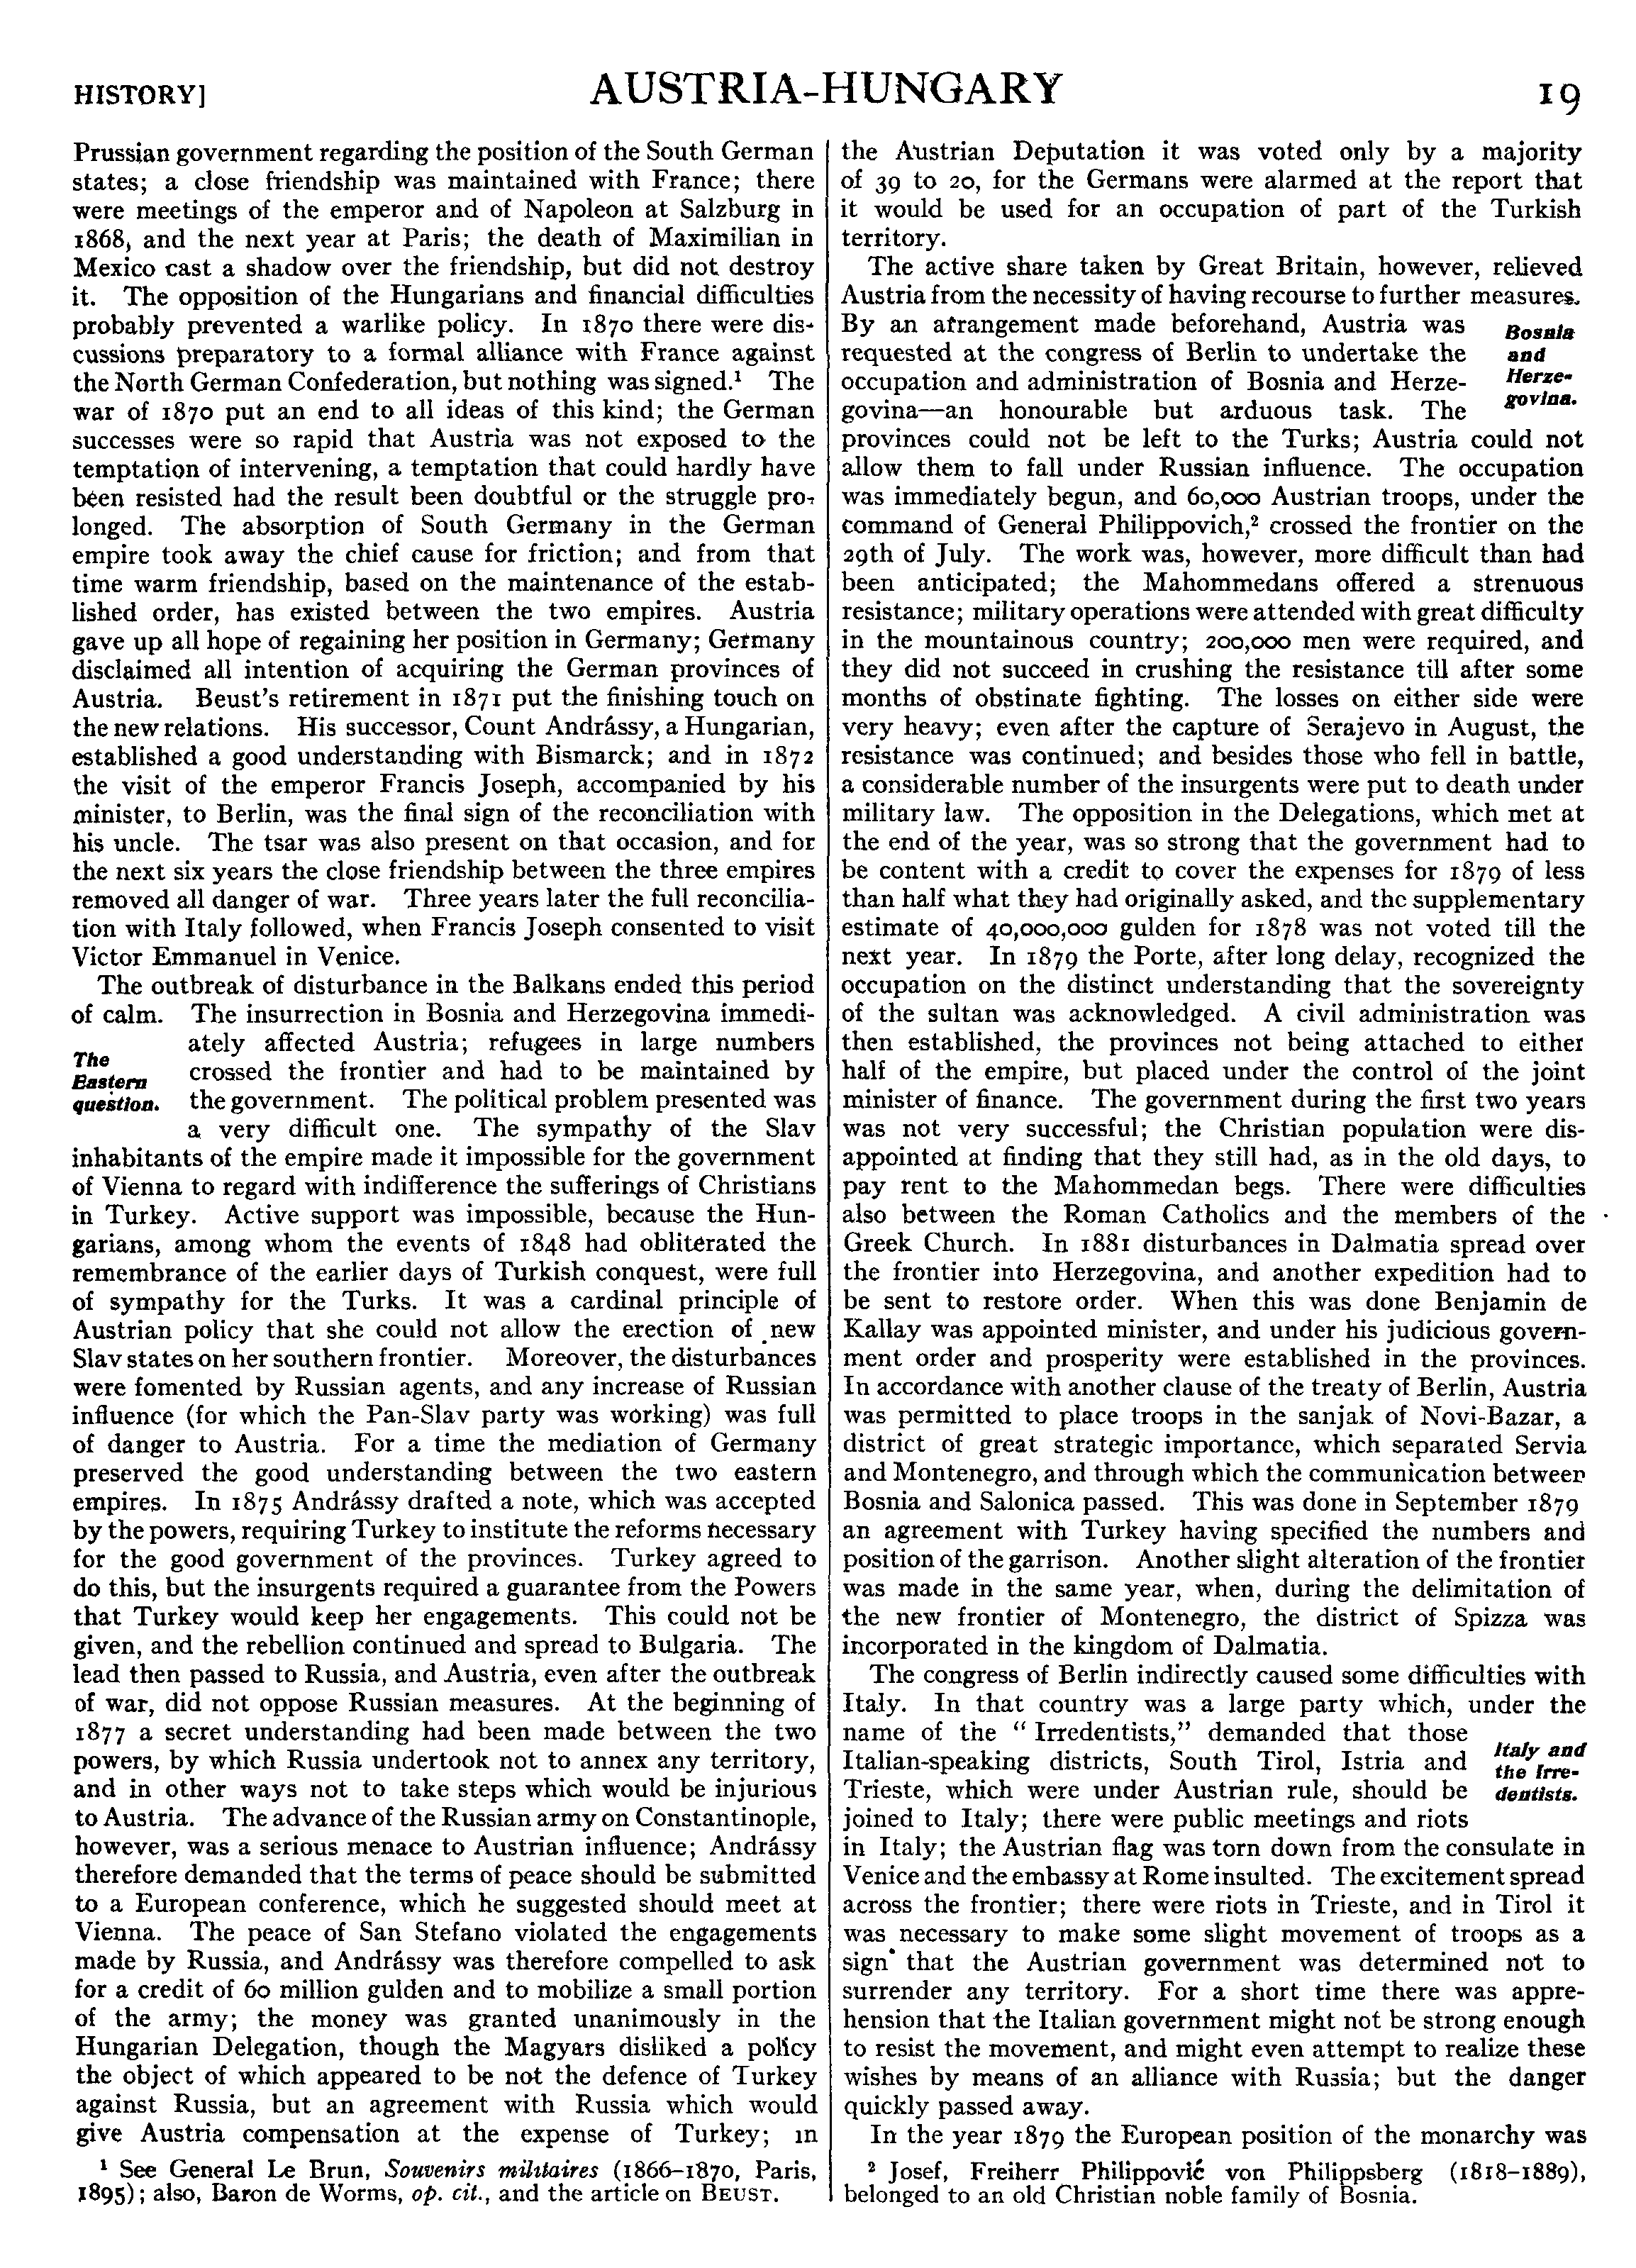 HISTORY]
AUSTRIA-HUNGARY
19
Prussian government regarding the position of the South German
states; a close friendship was maintained with France; there
were meetings of the emperor and of Napoleon at Salzburg in
1868, and the next year at Paris; the death of Maximilian in
Mexico cast a shadow over the friendship, but did not destroy
it. The opposition of the Hungarians and financial difficulties
probably prevented a warlike policy. In 1870 there were dis-
cussions preparatory to a formal alliance with France against
the North German Confederation, but nothing was signed.¹ The
war of 1870 put an end to all ideas of this kind; the German
successes were so rapid that Austria was not exposed to the
temptation of intervening, a temptation that could hardly have
been resisted had the result been doubtful or the struggle pro-
longed. The absorption of South Germany in the German
empire took away the chief cause for friction; and from that
time warm friendship, based on the maintenance of the estab-
lished order, has existed between the two empires. Austria
gave up all hope of regaining her position in Germany; Germany
disclaimed all intention of acquiring the German provinces of
Austria. Beust's retirement in 1871 put the finishing touch on
the new relations. His successor, Count Andrássy, a Hungarian,
established a good understanding with Bismarck; and in 1872
the visit of the emperor Francis Joseph, accompanied by his
minister, to Berlin, was the final sign of the reconciliation with
his uncle. The tsar was also present on that occasion, and for
the next six years the close friendship between the three empires
removed all danger of war. Three years later the full reconcilia-
tion with Italy followed, when Francis Joseph consented to visit
Victor Emmanuel in Venice.
The outbreak of disturbance in the Balkans ended this period
of calm. The insurrection in Bosnia and Herzegovina immedi-
The
Eastern
question.
ately affected Austria; refugees in large numbers
crossed the frontier and had to be maintained by
the government. The political problem presented was
a very difficult one. The sympathy of the Slav
inhabitants of the empire made it impossible for the government
of Vienna to regard with indifference the sufferings of Christians
in Turkey. Active support was impossible, because the Hun-
garians, among whom the events of 1848 had obliterated the
remembrance of the earlier days of Turkish conquest, were full
of sympathy for the Turks. It was a cardinal principle of
Austrian policy that she could not allow the erection of new
Slav states on her southern frontier. Moreover, the disturbances
were fomented by Russian agents, and any increase of Russian
influence (for which the Pan-Slav party was working) was full
of danger to Austria. For a time the mediation of Germany
preserved the good understanding between the two eastern
empires. In 1875 Andrássy drafted a note, which was accepted
by the powers, requiring Turkey to institute the reforms necessary
for the good government of the provinces. Turkey agreed to
do this, but the insurgents required a guarantee from the Powers
that Turkey would keep her engagements. This could not be
given, and the rebellion continued and spread to Bulgaria. The
lead then passed to Russia, and Austria, even after the outbreak
of war, did not oppose Russian measures. At the beginning of
1877 a secret understanding had been made between the two
powers, by which Russia undertook not to annex any territory,
and in other ways not to take steps which would be injurious
to Austria. The advance of the Russian army on Constantinople,
however, was a serious menace to Austrian influence; Andrássy
therefore demanded that the terms of peace should be submitted
to a European conference, which he suggested should meet at
Vienna. The peace of San Stefano violated the engagements
made by Russia, and Andrássy was therefore compelled to ask
for a credit of 60 million gulden and to mobilize a small portion
of the army; the money was granted unanimously in the
Hungarian Delegation, though the Magyars disliked a policy
the object of which appeared to be not the defence of Turkey
against Russia, but an agreement with Russia which would
give Austria compensation at the expense of Turkey; in
¹ See General Le Brun, Souvenirs militaires (1866–1870, Paris,
1895); also, Baron de Worms, op. cit., and the article on BEUST.
the Austrian Deputation it was voted only by a majority
of 39 to 20, for the Germans were alarmed at the report that
it would be used for an occupation of part of the Turkish
territory.
The active share taken by Great Britain, however, relieved
Austria from the necessity of having recourse to further measures.
Bosnia
and
Herze-
govina.
By an arrangement made beforehand, Austria was
requested at the congress of Berlin to undertake the
occupation and administration of Bosnia and Herze-
govina—an honourable but arduous task. The
provinces could not be left to the Turks; Austria could not
allow them to fall under Russian influence. The occupation
was immediately begun, and 60,000 Austrian troops, under the
command of General Philippovich,² crossed the frontier on the
29th of July. The work was, however, more difficult than had
been anticipated; the Mahommedans offered a strenuous
resistance; military operations were attended with great difficulty
in the mountainous country; 200,000 men were required, and
they did not succeed in crushing the resistance till after some
months of obstinate fighting. The losses on either side were
very heavy; even after the capture of Serajevo in August, the
resistance was continued; and besides those who fell in battle,
a considerable number of the insurgents were put to death under
military law. The opposition in the Delegations, which met at
the end of the year, was so strong that the government had to
be content with a credit to cover the expenses for 1879 of less
than half what they had originally asked, and the supplementary
estimate of 40,000,000 gulden for 1878 was not voted till the
next year. In 1879 the Porte, after long delay, recognized the
occupation on the distinct understanding that the sovereignty
of the sultan was acknowledged. A civil administration was
then established, the provinces not being attached to either
half of the empire, but placed under the control of the joint
minister of finance. The government during the first two years
was not very successful; the Christian population were dis-
appointed at finding that they still had, as in the old days, to
pay rent to the Mahommedan begs. There were difficulties
also between the Roman Catholics and the members of the
Greek Church. In 1881 disturbances in Dalmatia spread over
the frontier into Herzegovina, and another expedition had to
be sent to restore order. When this was done Benjamin de
Kallay was appointed minister, and under his judicious govern-
ment order and prosperity were established in the provinces.
In accordance with another clause of the treaty of Berlin, Austria
was permitted to place troops in the sanjak of Novi-Bazar, a
district of great strategic importance, which separated Servia
and Montenegro, and through which the communication between
Bosnia and Salonica passed. This was done in September 1879
an agreement with Turkey having specified the numbers and
position of the garrison. Another slight alteration of the frontier
was made in the same year, when, during the delimitation of
the new frontier of Montenegro, the district of Spizza was
incorporated in the kingdom of Dalmatia.
The congress of Berlin indirectly caused some difficulties with
Italy. In that country was a large party which, under the
Italy and
the Irre-
dentists.
name of the “ Irredentists,” demanded that those
Italian-speaking districts, South Tirol, Istria and
Trieste, which were under Austrian rule, should be
joined to Italy; there were public meetings and riots
in Italy; the Austrian flag was torn down from the consulate in
Venice and the embassy at Rome insulted. The excitement spread
across the frontier; there were riots in Trieste, and in Tirol it
was necessary to make some slight movement of troops as a
sign that the Austrian government was determined not to
surrender any territory. For a short time there was appre-
hension that the Italian government might not be strong enough
to resist the movement, and might even attempt to realize these
wishes by means of an alliance with Russia; but the danger
quickly passed away.
In the year 1879 the European position of the monarchy was
² Josef, Freiherr Philippović von Philippsberg (1818–1889),
belonged to an old Christian noble family of Bosnia.